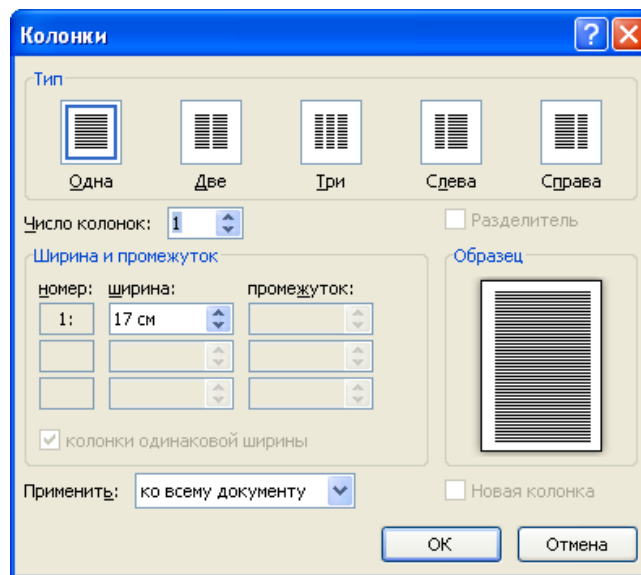 Колонки
Тип
Одна Две Три Слева Справа
Число колонок: 1 Разделитель
Ширина и промежуток Образец
номер: ширина: промежуток:
1: 17 см
колонки одинаковой ширины
Применить: ко всему документу Новая колонка
ОК Отмена